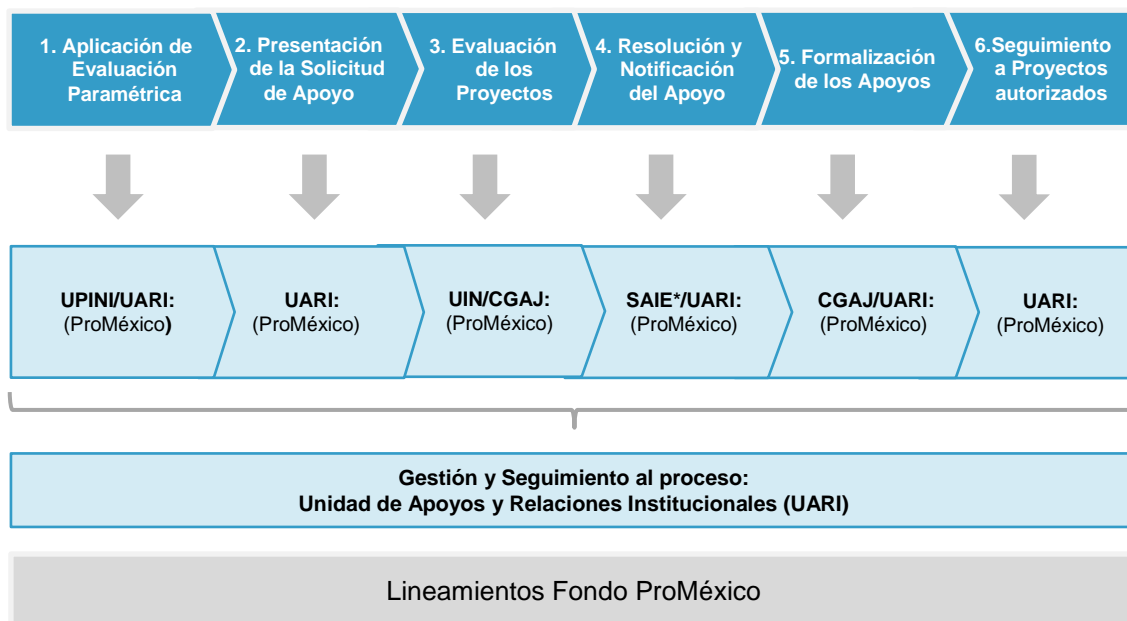 1. Aplicación de
Evaluación
Paramétrica
2. Presentación
de la Solicitud
de Apoyo
3. Evaluación
de los
Proyectos
4. Resolución y
Notificación
del Apoyo
5. Formalización
de los Apoyos
6.Seguimiento
a Proyectos
autorizados
UPINI/UARI:
(ProMéxico)
UARI:
(ProMéxico)
UIN/CGAJ:
(ProMéxico)
SAIE*/UARI:
(ProMéxico)
CGAJ/UARI:
(ProMéxico)
UARI:
(ProMéxico)
Gestión y Seguimiento al proceso:
Unidad de Apoyos y Relaciones Institucionales (UARI)
Lineamientos Fondo ProMéxico